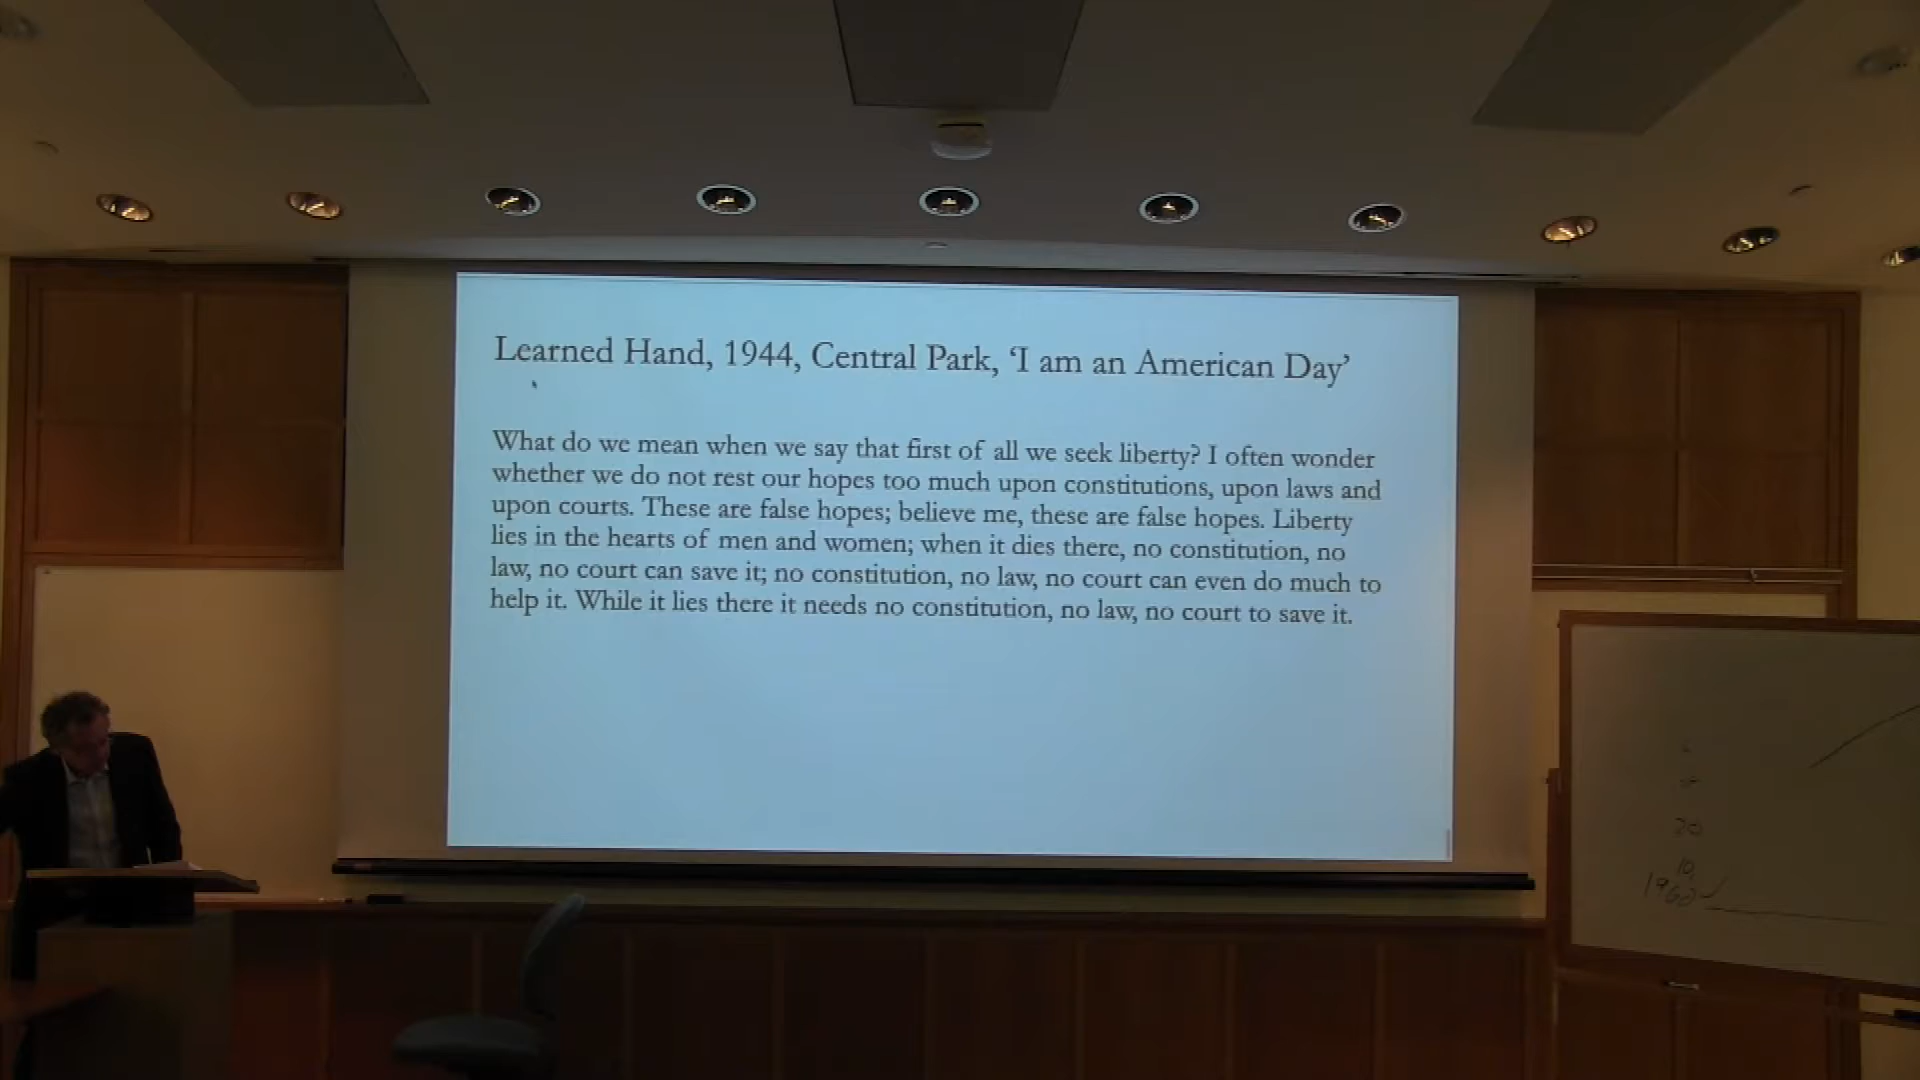 Learned Hand, 1944, Central Park, ‘I am an American Day’
What do we mean when we say that first of all we seek liberty? I often wonder
whether we do not rest our hopes too much upon constitutions, upon laws and
upon courts. These are false hopes; believe me, these are false hopes. Liberty
lies in the hearts of men and women; when it dies there, no constitution, no
law, no court can save it; no constitution, no law, no court can even do much to
help it. While it lies there it needs no constitution, no law, no court to save it.
20
10
1960